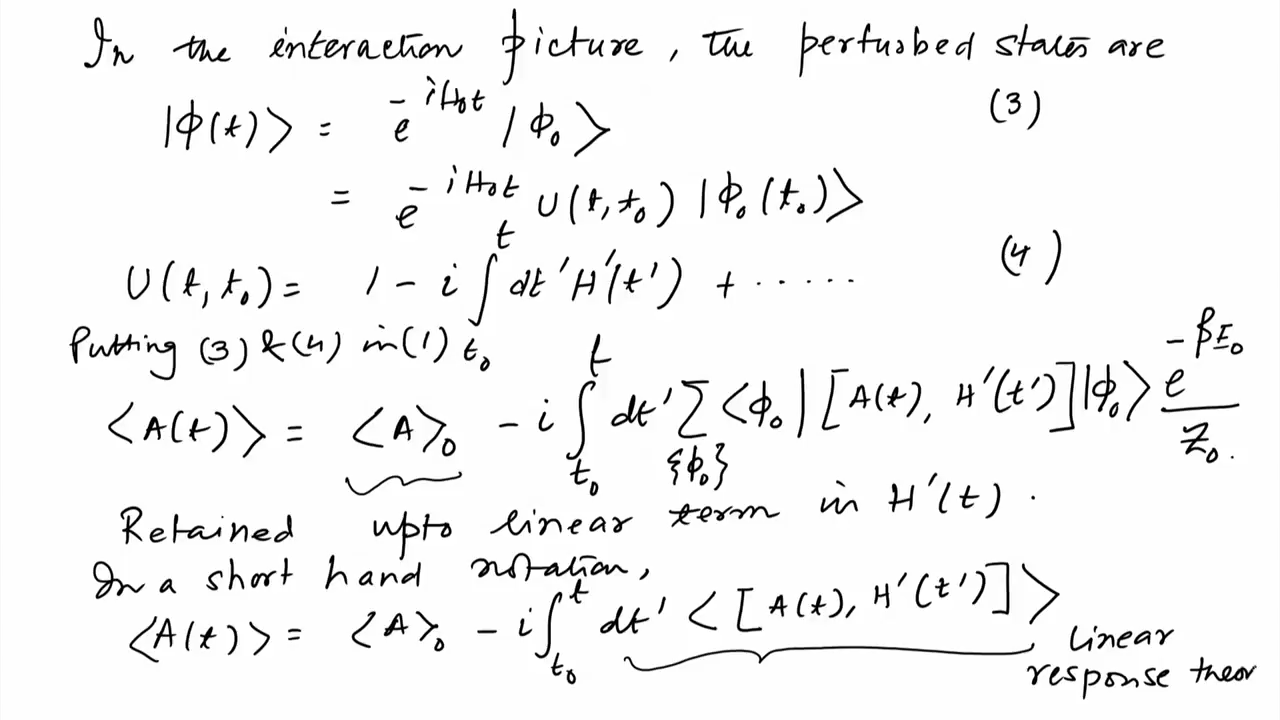 In the interaction picture, the perturbed states are
|ϕ(t)⟩ = e^{-iH₀t} |ϕ₀⟩ (3)
= e^{-iH₀t} U(t,t₀) |ϕ₀(t₀)⟩
U(t,t₀) = 1 - i ∫_{t₀}^{t} dt′H′(t′) + ...... (4)
Putting (3) & (4) in (1)
⟨A(t)⟩ = ⟨A⟩₀ - i ∫_{t₀}^{t} dt′ ∑_{{ϕ₀}} ⟨ϕ₀|[A(t), H′(t′)]|ϕ₀⟩ e^{-βE₀}/Z₀.
Retained upto linear term in H′(t).
In a short hand notation,
⟨A(t)⟩ = ⟨A⟩₀ - i ∫_{t₀}^{t} dt′ ⟨[A(t), H′(t′)]⟩
linear
response theor